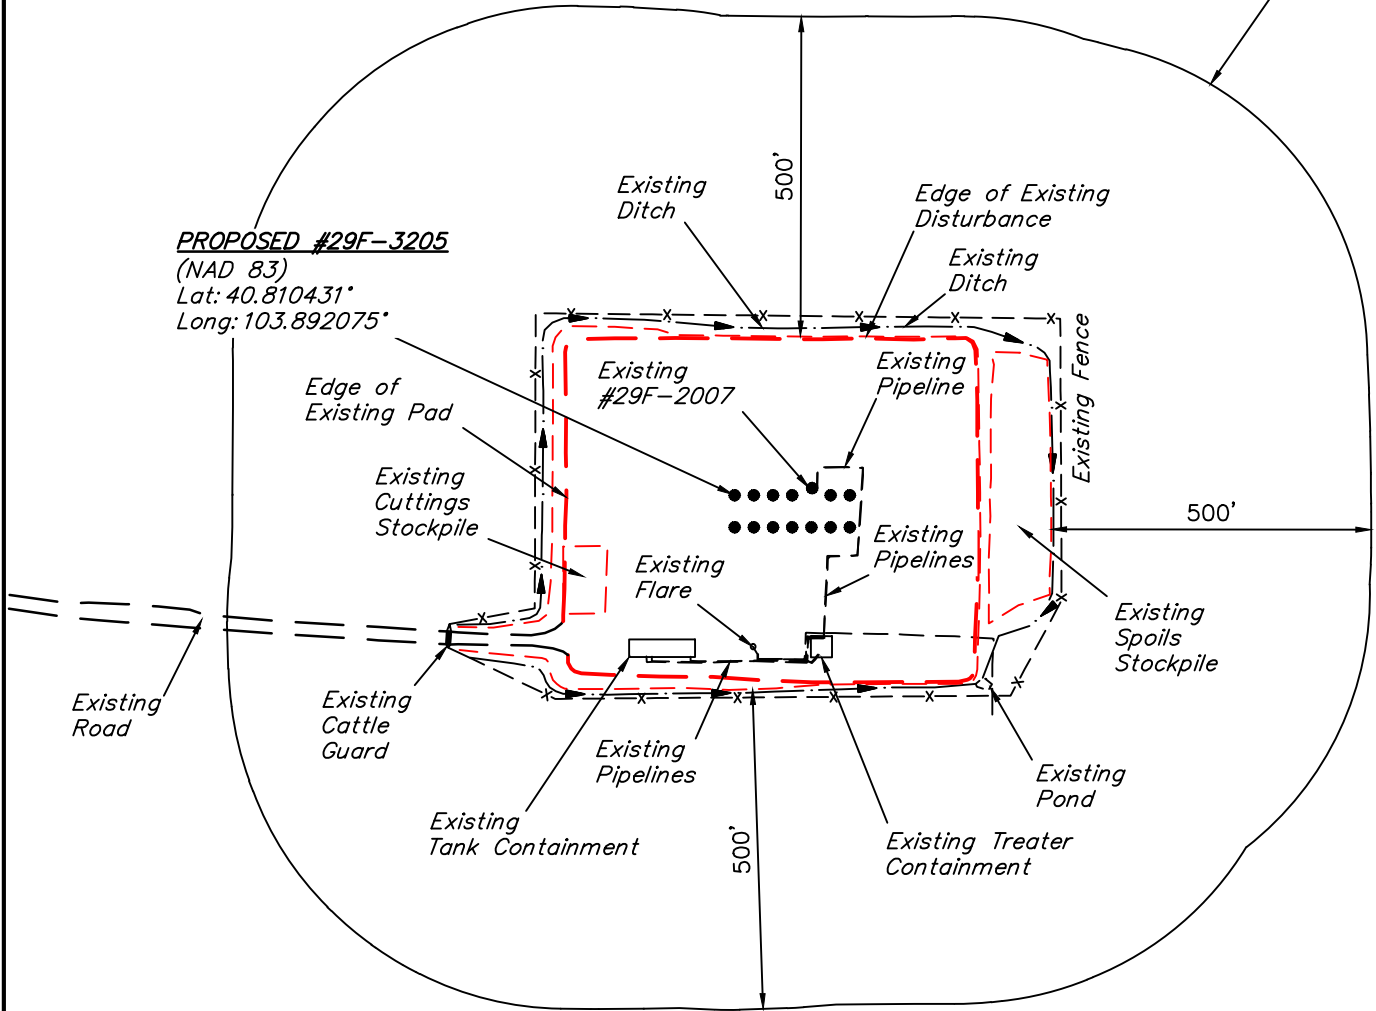 500'
Existing
Ditch
Edge of Existing
Disturbance
Existing
Ditch
PROPOSED #29F-3205
(NAD 83)
Lat: 40.810431°
Long: 103.892075°
Existing Fence
Existing
#29F-2007
Existing
Pipeline
Edge of
Existing Pad
Existing
Cuttings
Stockpile
500'
Existing
Pipelines
Existing
Flare
Existing
Spoils
Stockpile
Existing
Road
Existing
Cattle
Guard
Existing
Pipelines
Existing
Pond
Existing
Tank Containment
500'
Existing Treater
Containment